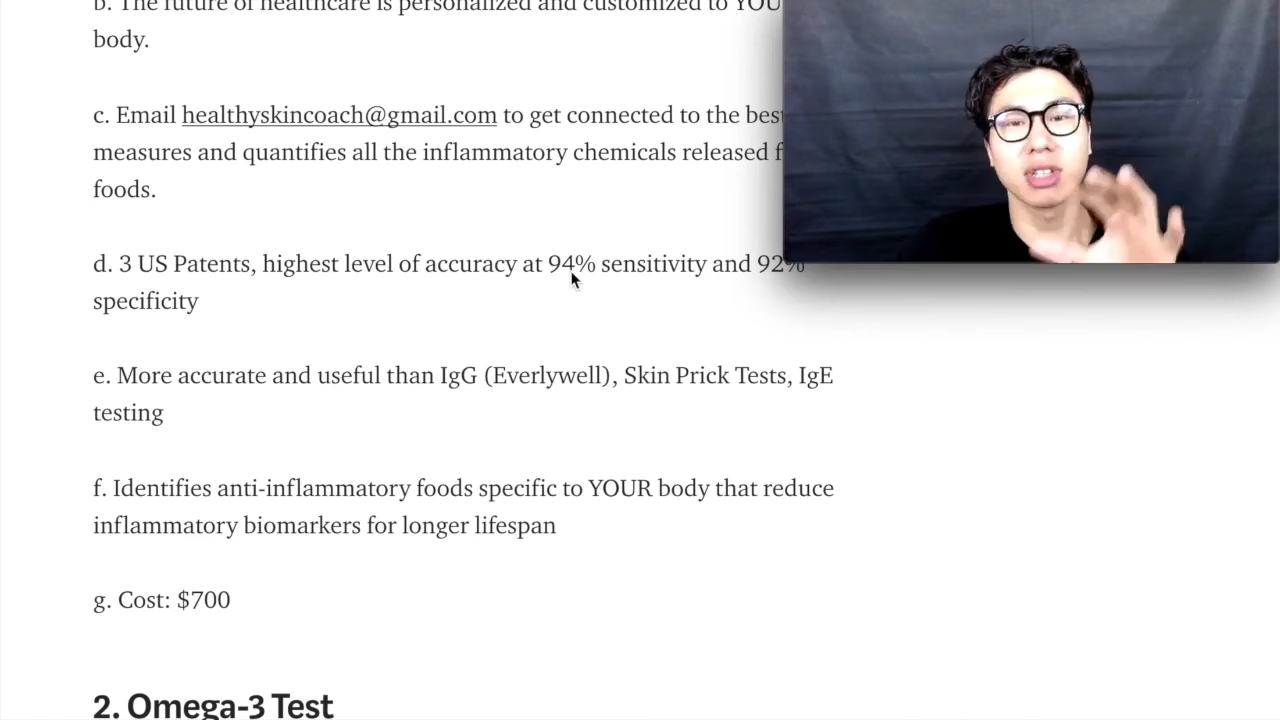 b. The future of healthcare is personalized and customized to YOU
body.
c. Email healthyskincoach@gmail.com to get connected to the best
measures and quantifies all the inflammatory chemicals released f
foods.
d. 3 US Patents, highest level of accuracy at 94% sensitivity and 92%
specificity
e. More accurate and useful than IgG (Everlywell), Skin Prick Tests, IgE
testing
f. Identifies anti-inflammatory foods specific to YOUR body that reduce
inflammatory biomarkers for longer lifespan
g. Cost: $700
2. Omega-3 Test